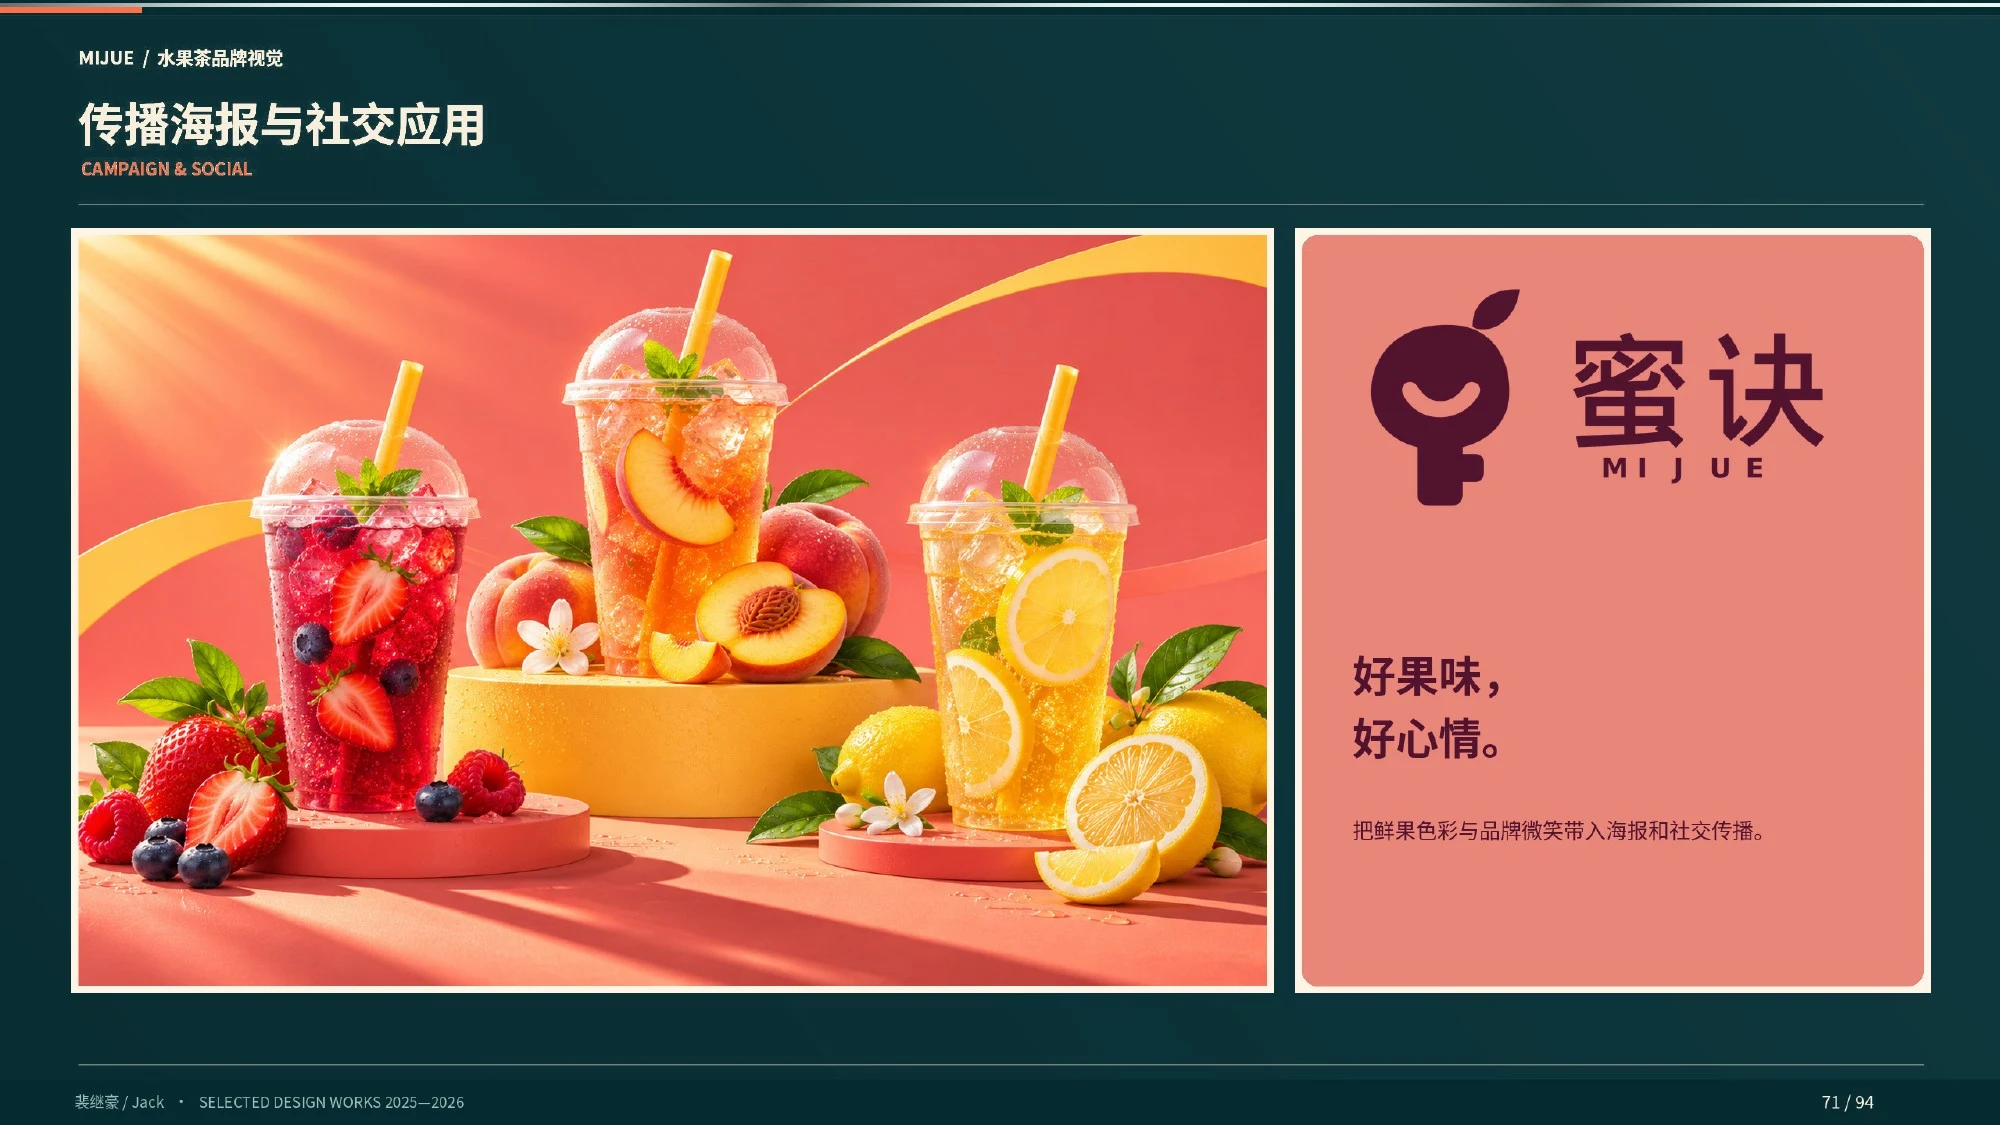 MIJUE / 水果茶品牌视觉
传播海报与社交应用
CAMPAIGN & SOCIAL
蜜诀
MIJUE
好果味，
好心情。
把鲜果色彩与品牌微笑带入海报和社交传播。
裴继豪 / Jack · SELECTED DESIGN WORKS 2025—2026
71 / 94